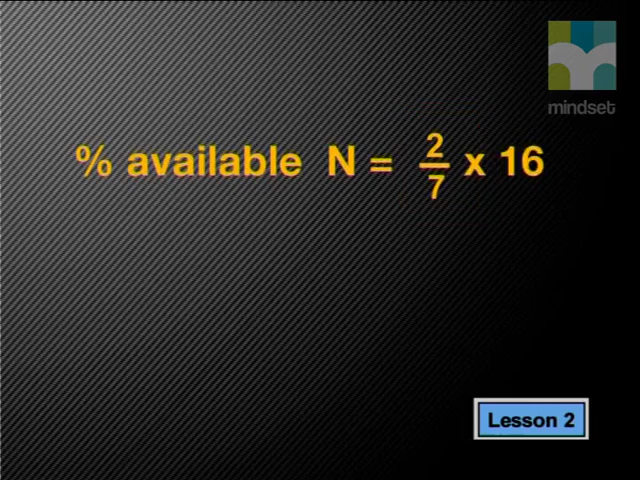 mindset
% available N = 2/7 x 16
Lesson 2